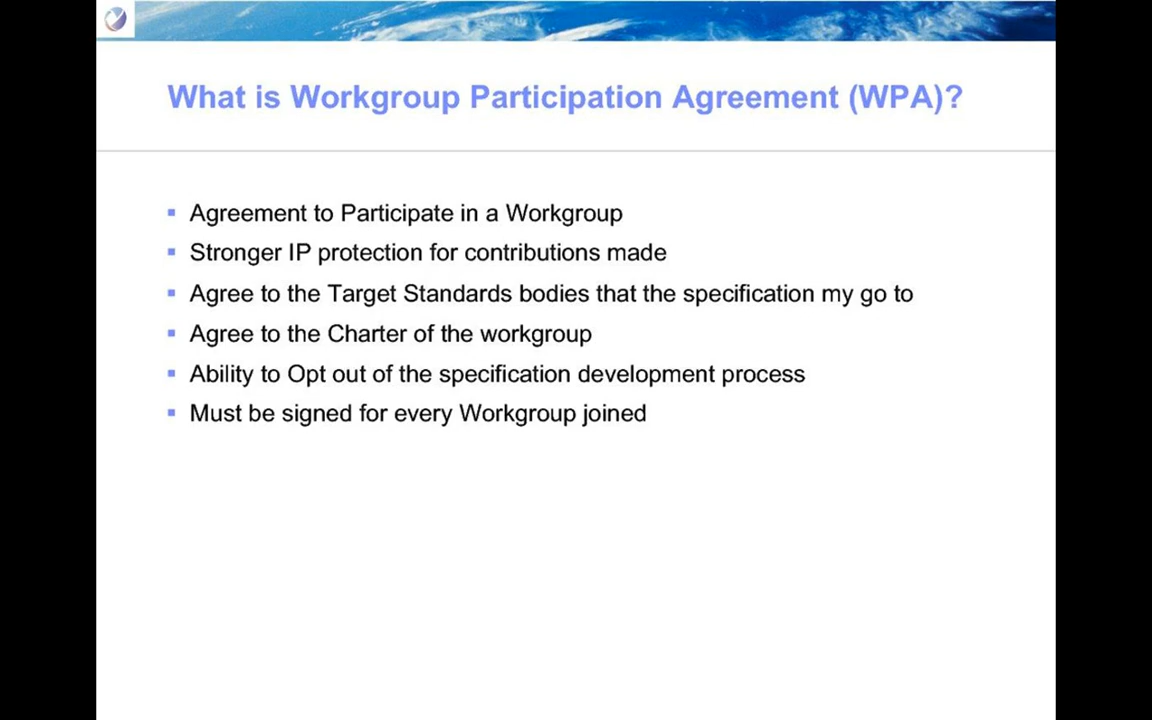 What is Workgroup Participation Agreement (WPA)?
Agreement to Participate in a Workgroup
Stronger IP protection for contributions made
Agree to the Target Standards bodies that the specification my go to
Agree to the Charter of the workgroup
Ability to Opt out of the specification development process
Must be signed for every Workgroup joined